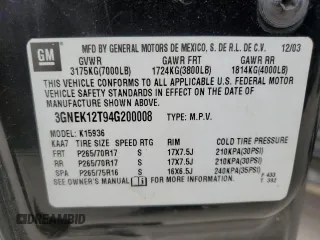 GM
MFD BY GENERAL MOTORS DE MEXICO, S. DE R.L. DE C.V. 12/03
GVWR GAWR FRT GAWR RR
3175KG(7000LB) 1724KG(3800LB) 1814KG(4000LB)
THIS VEHICLE CONFORMS TO ALL APPLICABLE U.S. FEDERAL MOTOR
VEHICLE SAFETY STANDARDS IN EFFECT ON THE DATE OF
MANUFACTURE SHOWN ABOVE.
3GNEK12T94G200008 TYPE: M.P.V.
MODEL: K15936
KAA7 TIRE SIZE SPEED RTG RIM COLD TIRE PRESSURE
FRT P265/70R17 S 17X7.5J 210KPA(30PSI)
RR P265/70R17 S 17X7.5J 210KPA(30PSI)
SPA P265/75R16 S 16X6.5J 240KPA(35PSI)
SEE OWNER'S MANUAL FOR ADDITIONAL INFORMATION
F 433
T 392
© AMERIBID